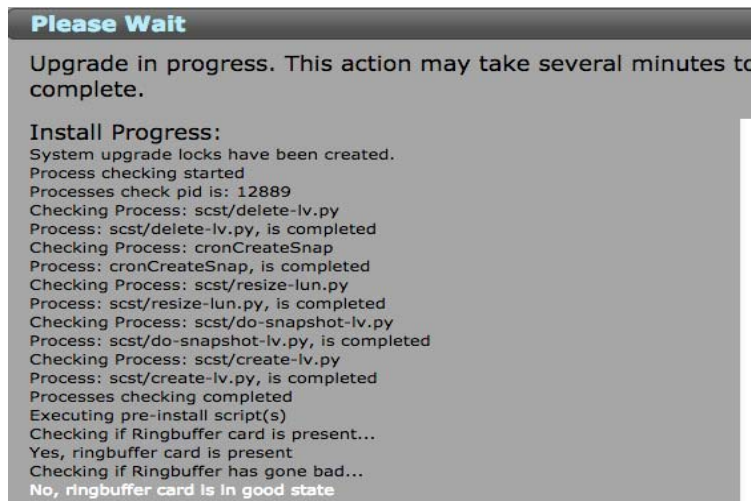 Please Wait
Upgrade in progress. This action may take several minutes to
complete.
Install Progress:
System upgrade locks have been created.
Process checking started
Processes check pid is: 12889
Checking Process: scst/delete-lv.py
Process: scst/delete-lv.py, is completed
Checking Process: cronCreateSnap
Process: cronCreateSnap, is completed
Checking Process: scst/resize-lun.py
Process: scst/resize-lun.py, is completed
Checking Process: scst/do-snapshot-lv.py
Process: scst/do-snapshot-lv.py, is completed
Checking Process: scst/create-lv.py
Process: scst/create-lv.py, is completed
Processes checking completed
Executing pre-install script(s)
Checking if Ringbuffer card is present...
Yes, ringbuffer card is present
Checking if Ringbuffer has gone bad...
No, ringbuffer card is in good state